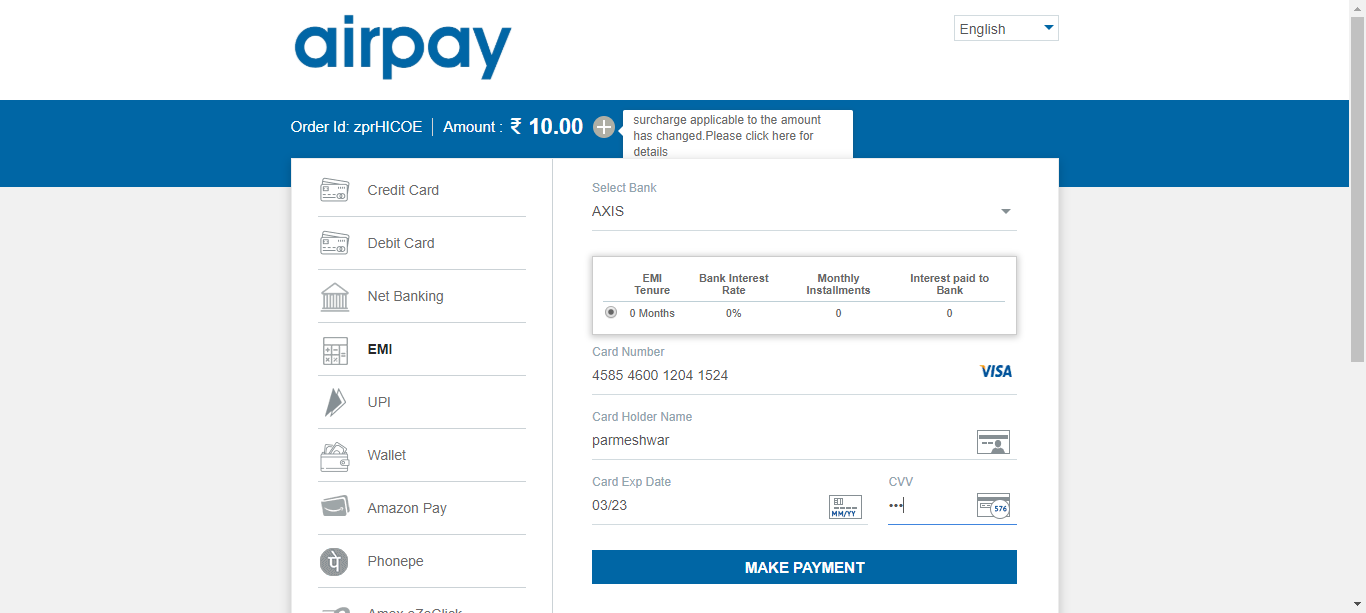 airpay
English
Order Id: zprHICOE | Amount : ₹ 10.00
surcharge applicable to the amount
has changed.Please click here for
details
Credit Card
Debit Card
Net Banking
EMI
UPI
Wallet
Amazon Pay
Phonepe
Amex eZeClick
Select Bank
AXIS
EMI Tenure Bank Interest Rate Monthly Installments Interest paid to Bank
0 Months 0% 0 0
Card Number
4585 4600 1204 1524 VISA
Card Holder Name
parmeshwar
Card Exp Date
03/23 MM/YY
CVV
••• 576
MAKE PAYMENT